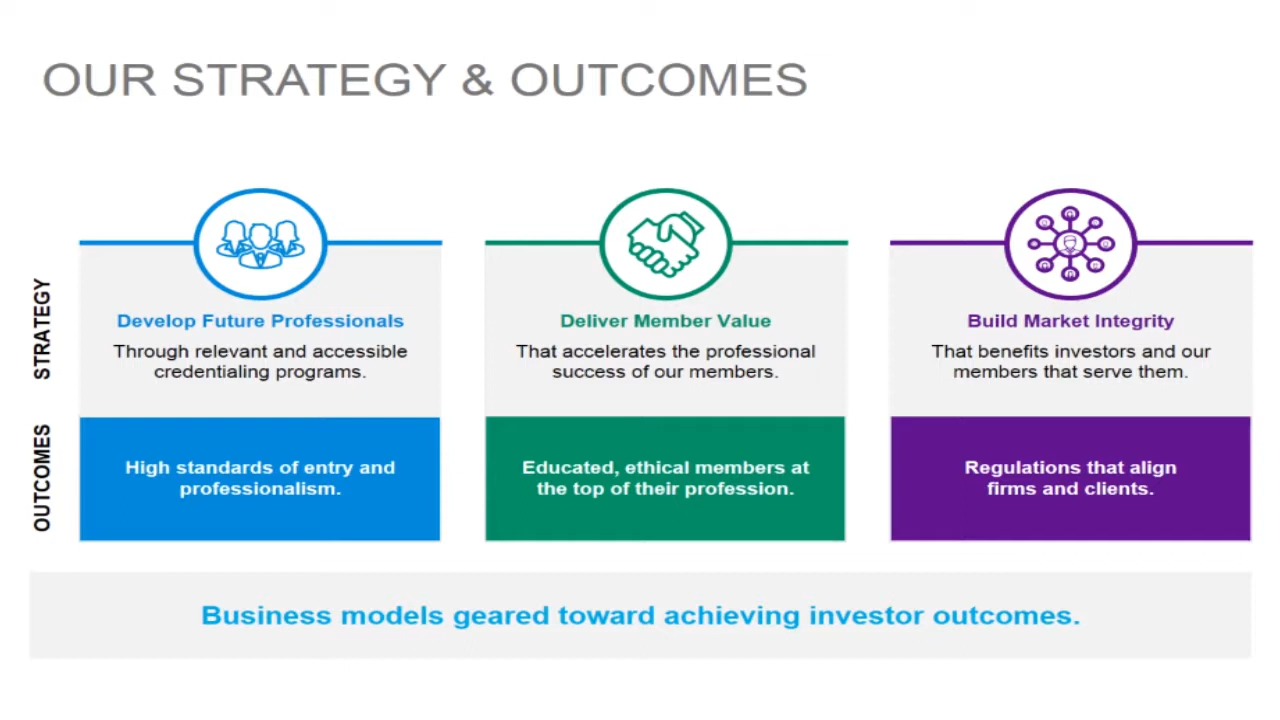 OUR STRATEGY & OUTCOMES
STRATEGY
Develop Future Professionals
Through relevant and accessible
credentialing programs.
Deliver Member Value
That accelerates the professional
success of our members.
Build Market Integrity
That benefits investors and our
members that serve them.
OUTCOMES
High standards of entry and
professionalism.
Educated, ethical members at
the top of their profession.
Regulations that align
firms and clients.
Business models geared toward achieving investor outcomes.